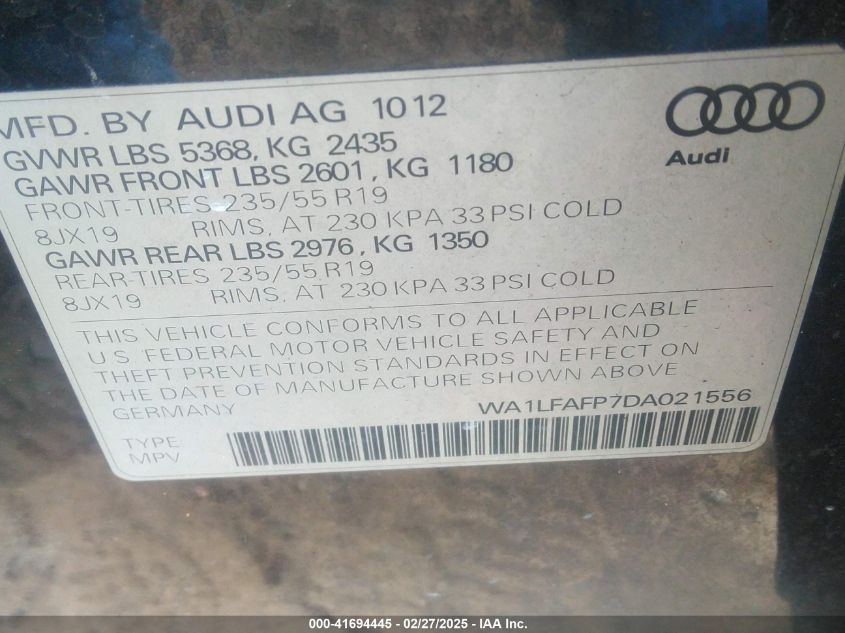 MFD. BY AUDI AG 1012
GVWR LBS 5368, KG 2435
GAWR FRONT LBS 2601, KG 1180
FRONT-TIRES 235/55 R19
8JX19 RIMS, AT 230 KPA 33 PSI COLD
GAWR REAR LBS 2976, KG 1350
REAR-TIRES 235/55 R19
8JX19 RIMS, AT 230 KPA 33 PSI COLD
Audi
THIS VEHICLE CONFORMS TO ALL APPLICABLE
U S FEDERAL MOTOR VEHICLE SAFETY AND
THEFT PREVENTION STANDARDS IN EFFECT ON
THE DATE OF MANUFACTURE SHOWN ABOVE
GERMANY WA1LFAFP7DA021556
TYPE
MPV
000-41694445 - 02/27/2025 - IAA Inc.